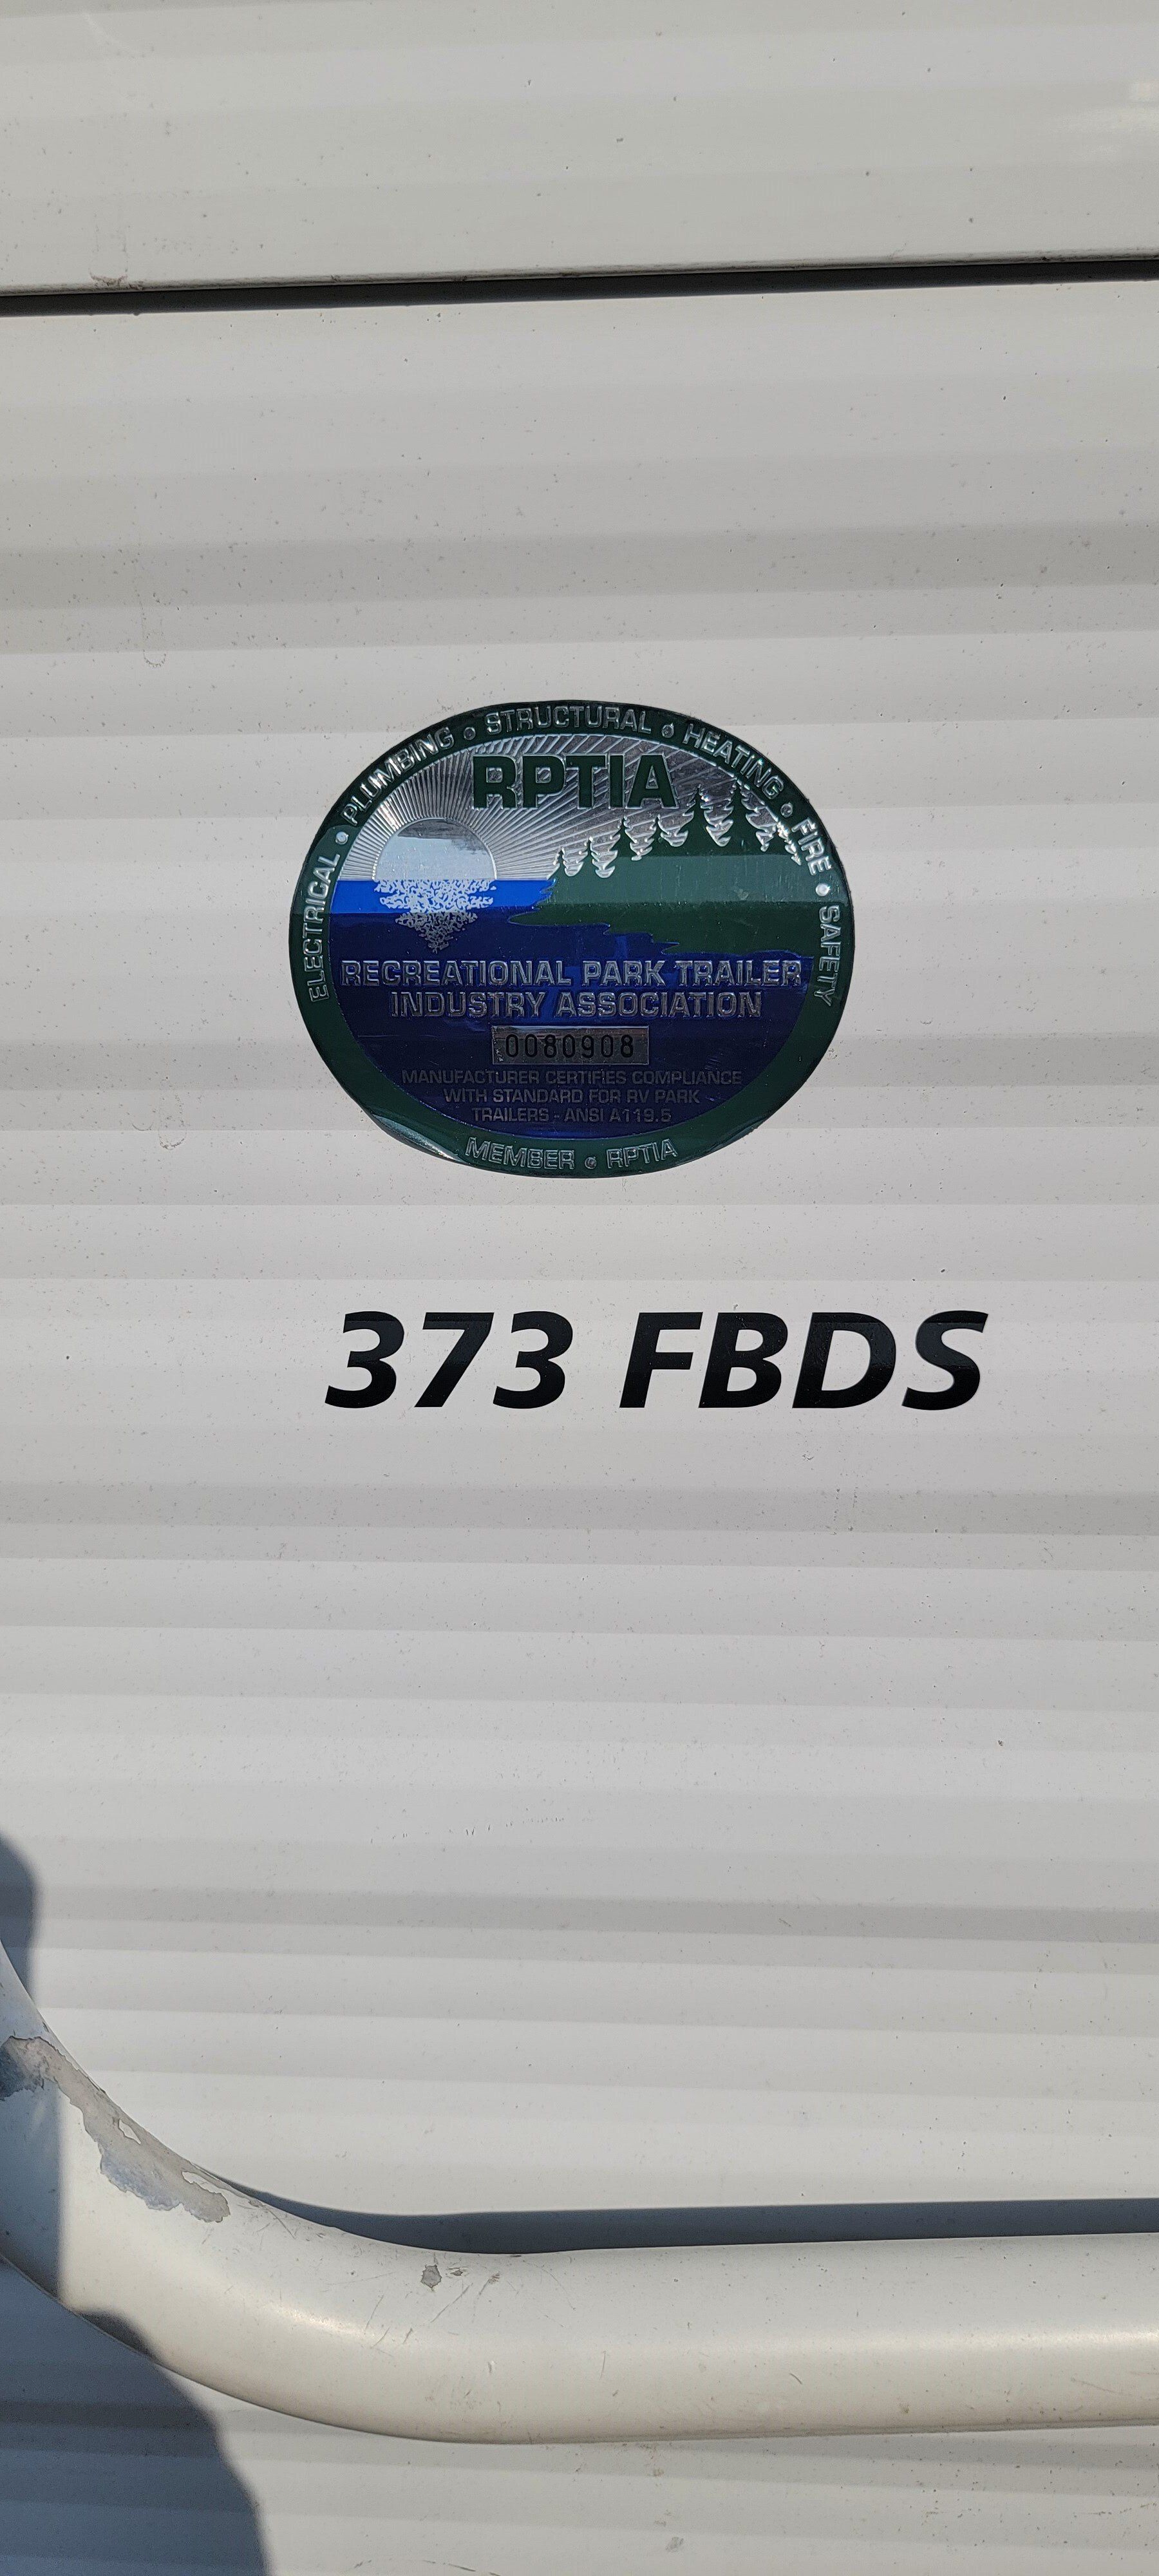 ELECTRICAL • PLUMBING • STRUCTURAL • HEATING • FIRE • SAFETY
RPTIA
RECREATIONAL PARK TRAILER
INDUSTRY ASSOCIATION
0080908
MANUFACTURER CERTIFIES COMPLIANCE
WITH STANDARD FOR RV PARK
TRAILERS - ANSI A119.5
MEMBER • RPTIA
373 FBDS